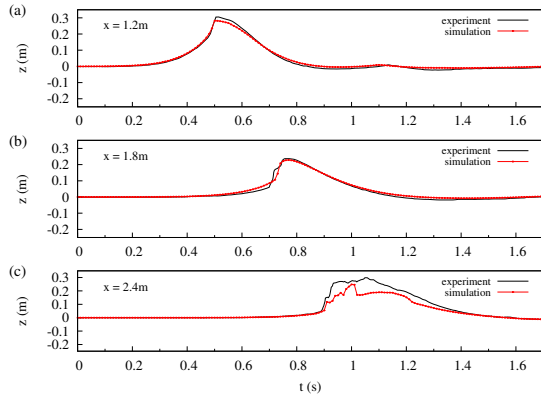 (a)
x = 1.2m
experiment
simulation
z (m)
0.3
0.2
0.1
0
-0.1
-0.2
0 0.2 0.4 0.6 0.8 1 1.2 1.4 1.6
(b)
x = 1.8m
experiment
simulation
z (m)
0.3
0.2
0.1
0
-0.1
0.2
0 0.2 0.4 0.6 0.8 1 1.2 1.4 1.6
(c)
x = 2.4m
experiment
simulation
z (m)
0.3
0.2
0.1
0
-0.1
0.2
0 0.2 0.4 0.6 0.8 1 1.2 1.4 1.6
t (s)